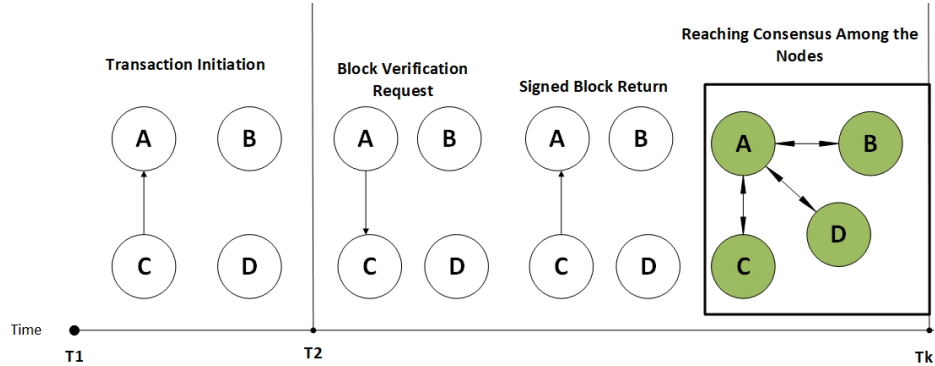 Transaction Initiation
Block Verification
Request
Signed Block Return
Reaching Consensus Among the
Nodes
A B
C D
A B
C D
A B
C D
A B
D
C
Time
T1
T2
Tk